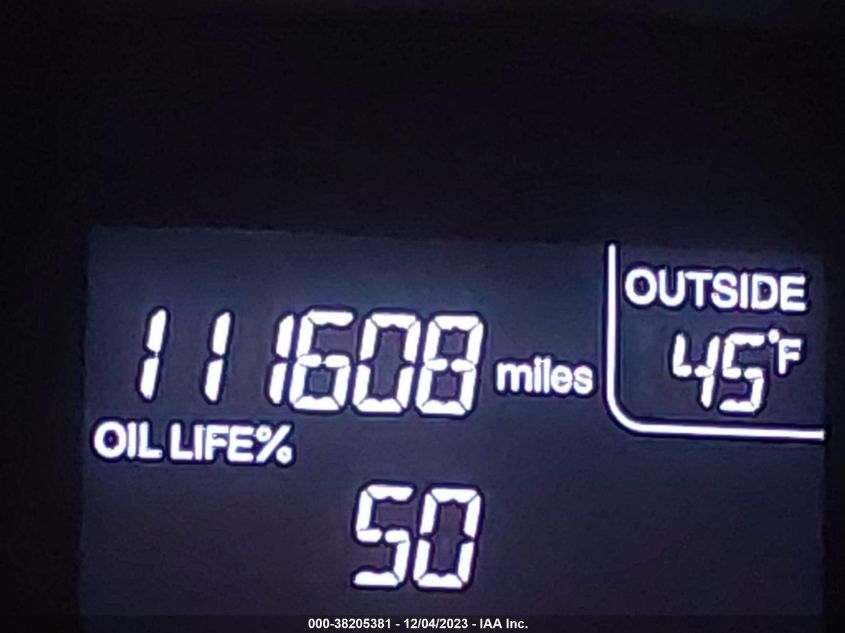 OUTSIDE
111608 miles 45°F
OIL LIFE%
50
000-38205381 - 12/04/2023 - IAA Inc.